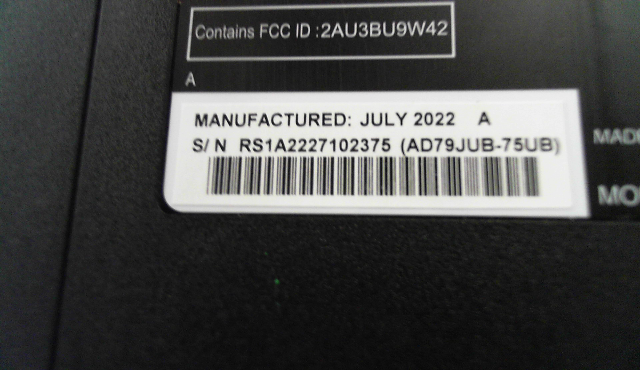 Contains FCC ID :2AU3BU9W42
A
MANUFACTURED: JULY 2022 A
S/N RS1A2227102375 (AD79JUB-75UB)